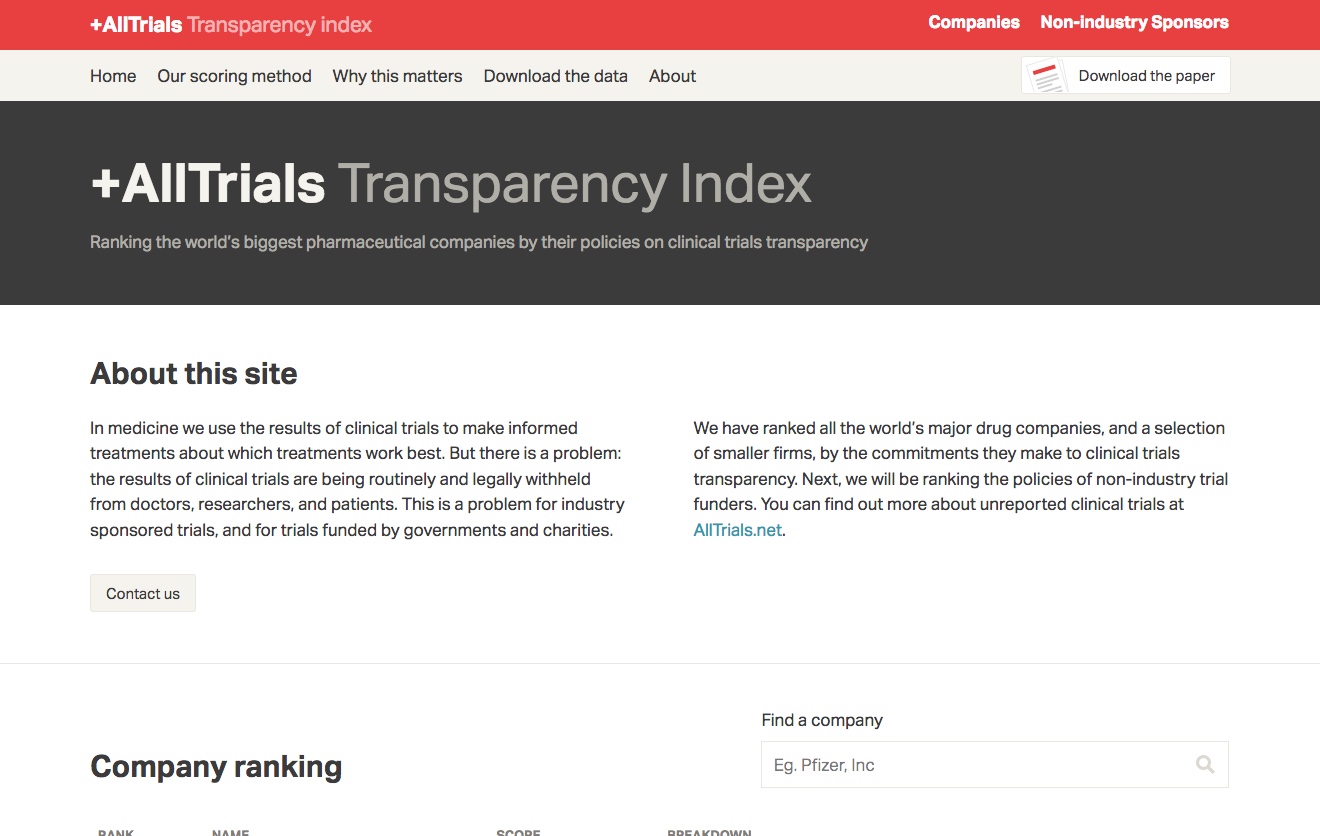 +AllTrials Transparency index
Companies Non-industry Sponsors
Home Our scoring method Why this matters Download the data About
Download the paper
+AllTrials Transparency Index
Ranking the world's biggest pharmaceutical companies by their policies on clinical trials transparency
About this site
In medicine we use the results of clinical trials to make informed
treatments about which treatments work best. But there is a problem:
the results of clinical trials are being routinely and legally withheld
from doctors, researchers, and patients. This is a problem for industry
sponsored trials, and for trials funded by governments and charities.
We have ranked all the world's major drug companies, and a selection
of smaller firms, by the commitments they make to clinical trials
transparency. Next, we will be ranking the policies of non-industry trial
funders. You can find out more about unreported clinical trials at
AllTrials.net.
Contact us
Find a company
Company ranking
Eg. Pfizer, Inc
RANK NAME SCORE BREAKDOWN